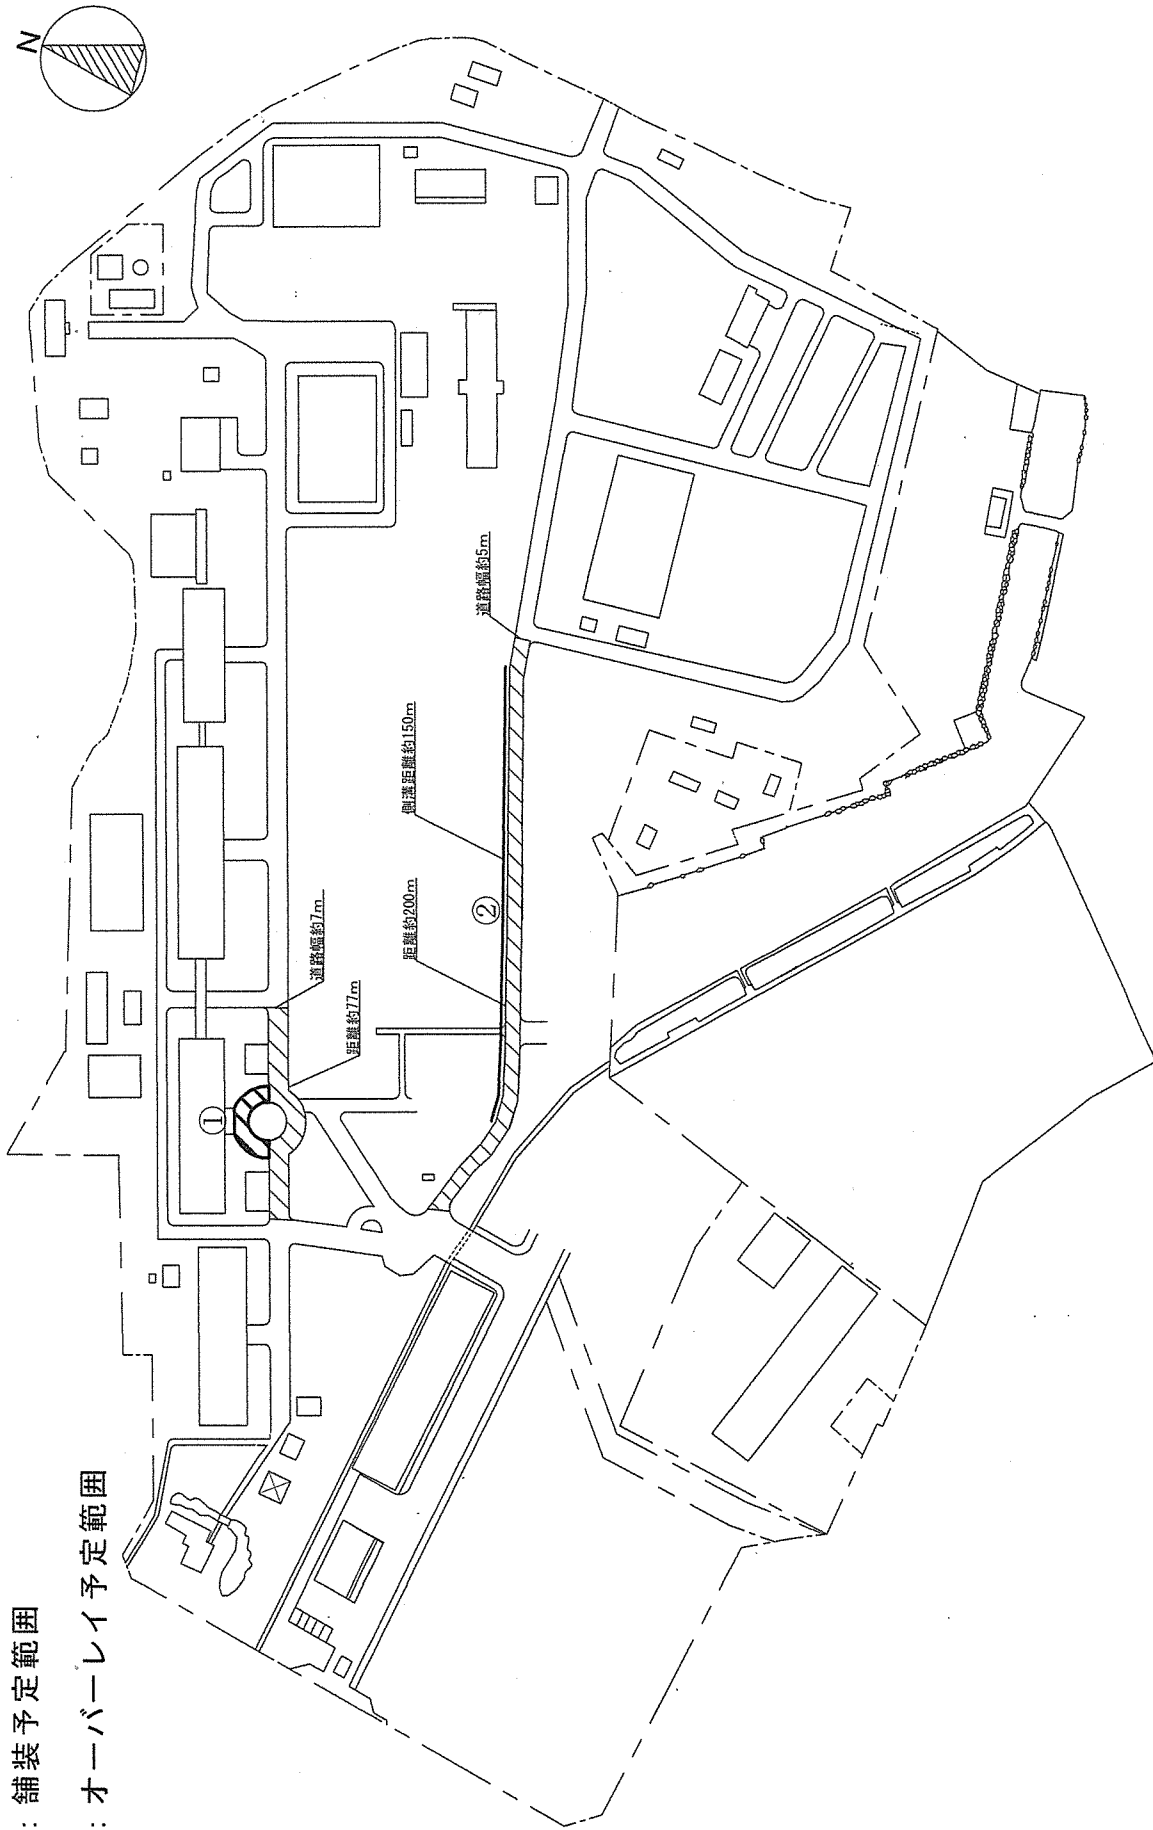 N
：舗装予定範囲
：オーバーレイ予定範囲
①
道路幅約7m
距離約77m
②
距離約200m
側溝距離約150m
道路幅約5m